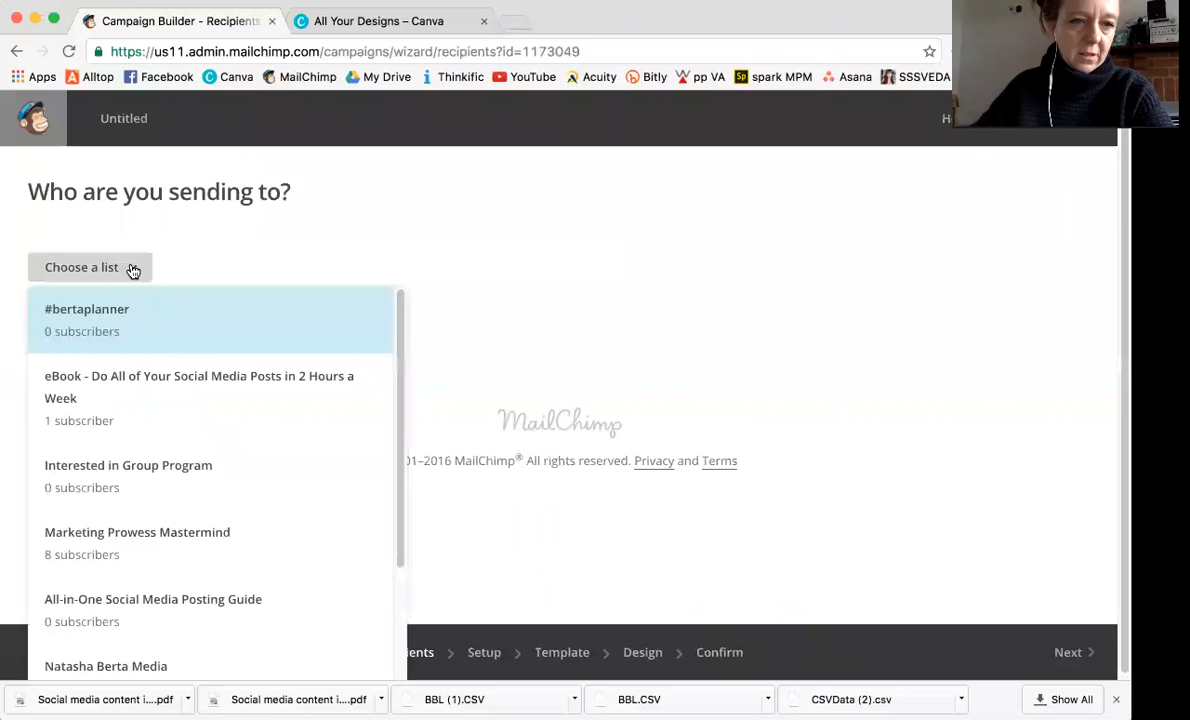 Campaign Builder - Recipients
All Your Designs – Canva
https://us11.admin.mailchimp.com/campaigns/wizard/recipients?id=1173049
Apps Alltop Facebook Canva MailChimp My Drive Thinkific YouTube Acuity Bitly pp VA spark MPM Asana SSSVEDA
Untitled
Who are you sending to?
Choose a list
#bertaplanner
0 subscribers
eBook - Do All of Your Social Media Posts in 2 Hours a
Week
1 subscriber
Interested in Group Program
0 subscribers
Marketing Prowess Mastermind
8 subscribers
All-in-One Social Media Posting Guide
0 subscribers
Natasha Berta Media
MailChimp
01–2016 MailChimp® All rights reserved. Privacy and Terms
ients > Setup > Template > Design > Confirm
Next >
Social media content i....pdf
Social media content i....pdf
BBL (1).CSV
BBL.CSV
CSVData (2).csv
Show All